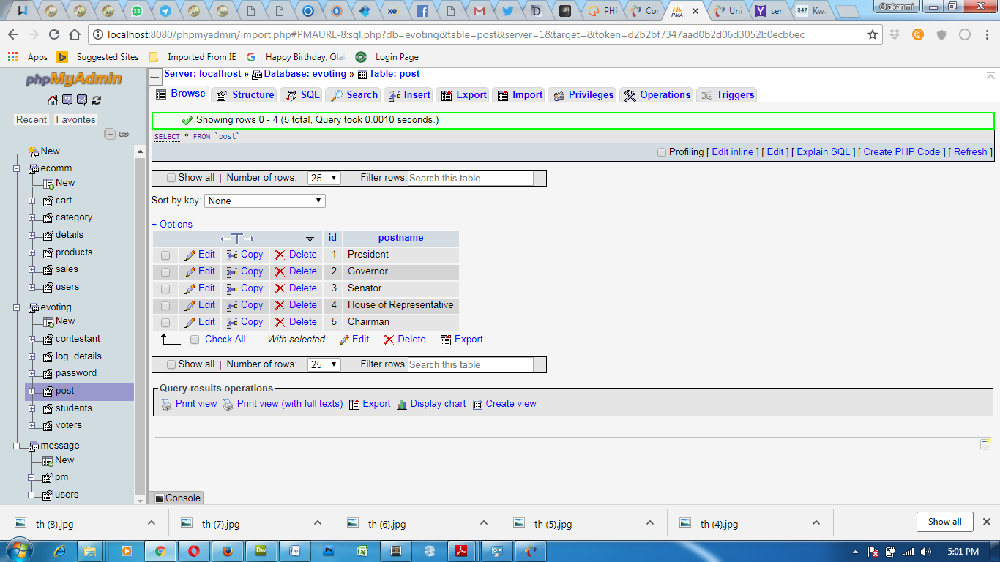 33 xe PHI Cor PMA Uni sen 247 Kwa Olakanmi
localhost:8080/phpmyadmin/import.php#PMAURL-8:sql.php?db=evoting&table=post&server=1&target=&token=d2b2bf7347aad0b2d06d3052b0ecb6ec
Apps Suggested Sites Imported From IE Happy Birthday, Ola Login Page
phpMyAdmin
Recent Favorites
New
ecomm
New
cart
category
details
products
sales
users
evoting
New
contestant
log_details
password
post
students
voters
message
New
pm
users
Server: localhost » Database: evoting » Table: post
Browse Structure SQL Search Insert Export Import Privileges Operations Triggers
Showing rows 0 - 4 (5 total, Query took 0.0010 seconds.)
SELECT * FROM `post`
Profiling [ Edit inline ] [ Edit ] [ Explain SQL ] [ Create PHP Code ] [ Refresh ]
Show all | Number of rows: 25 Filter rows: Search this table
Sort by key: None
+ Options
←T→ id postname
Edit Copy Delete 1 President
Edit Copy Delete 2 Governor
Edit Copy Delete 3 Senator
Edit Copy Delete 4 House of Representative
Edit Copy Delete 5 Chairman
Check All With selected: Edit Delete Export
Show all | Number of rows: 25 Filter rows: Search this table
Query results operations
Print view Print view (with full texts) Export Display chart Create view
Console
th (8).jpg th (7).jpg th (6).jpg th (5).jpg th (4).jpg Show all
Dw W Ps 5:01 PM